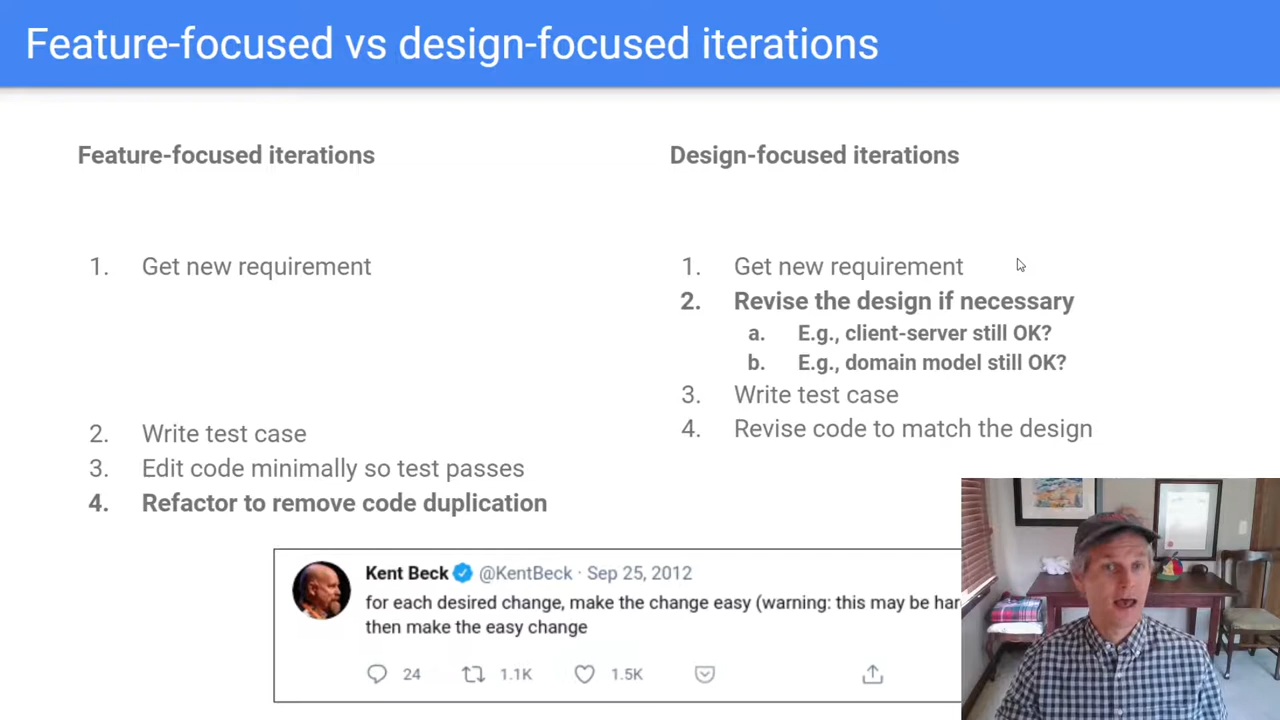 Feature-focused vs design-focused iterations
Feature-focused iterations
1. Get new requirement
2. Write test case
3. Edit code minimally so test passes
4. Refactor to remove code duplication
Design-focused iterations
1. Get new requirement
2. Revise the design if necessary
a. E.g., client-server still OK?
b. E.g., domain model still OK?
3. Write test case
4. Revise code to match the design
Kent Beck @KentBeck · Sep 25, 2012
for each desired change, make the change easy (warning: this may be
then make the easy change
24 1.1K 1.5K